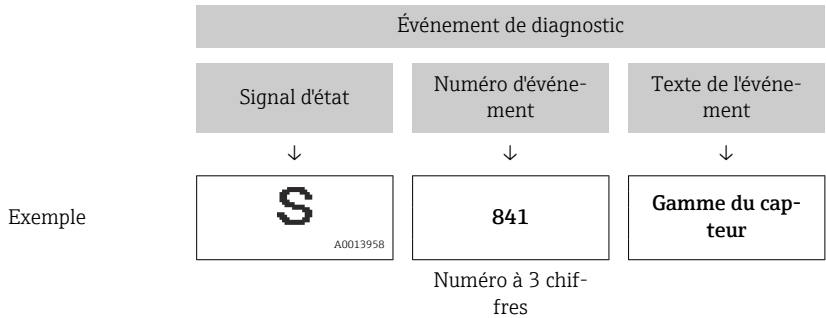 Événement de diagnostic
Signal d'état
Numéro d'événe-
ment
Texte de l'événe-
ment
↓ ↓ ↓
Exemple
S
A0013958
841
Gamme du cap-
teur
Numéro à 3 chif-
fres